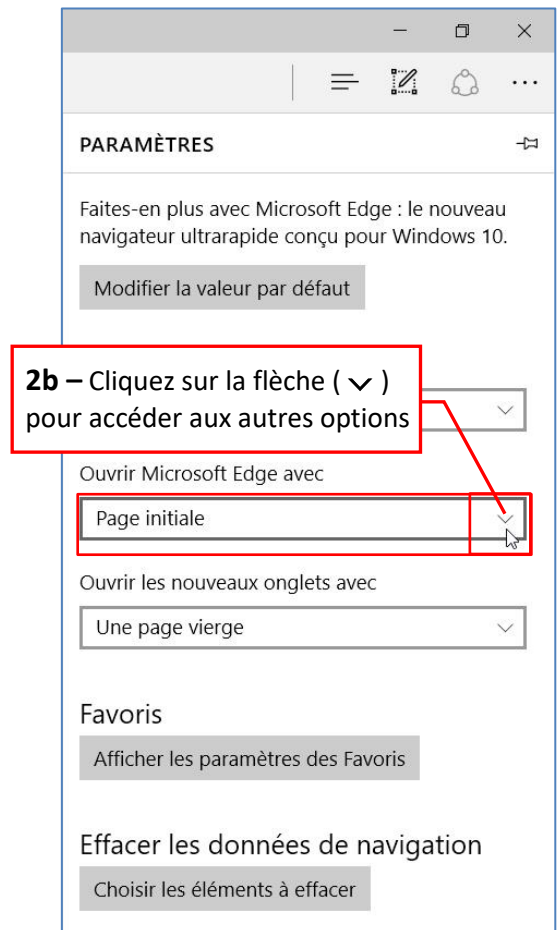 PARAMÈTRES
Faites-en plus avec Microsoft Edge : le nouveau
navigateur ultrarapide conçu pour Windows 10.
Modifier la valeur par défaut
2b – Cliquez sur la flèche ( )
pour accéder aux autres options
Ouvrir Microsoft Edge avec
Page initiale
Ouvrir les nouveaux onglets avec
Une page vierge
Favoris
Afficher les paramètres des Favoris
Effacer les données de navigation
Choisir les éléments à effacer